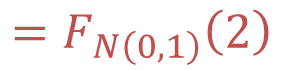 = F_{N(0,1)}(2)